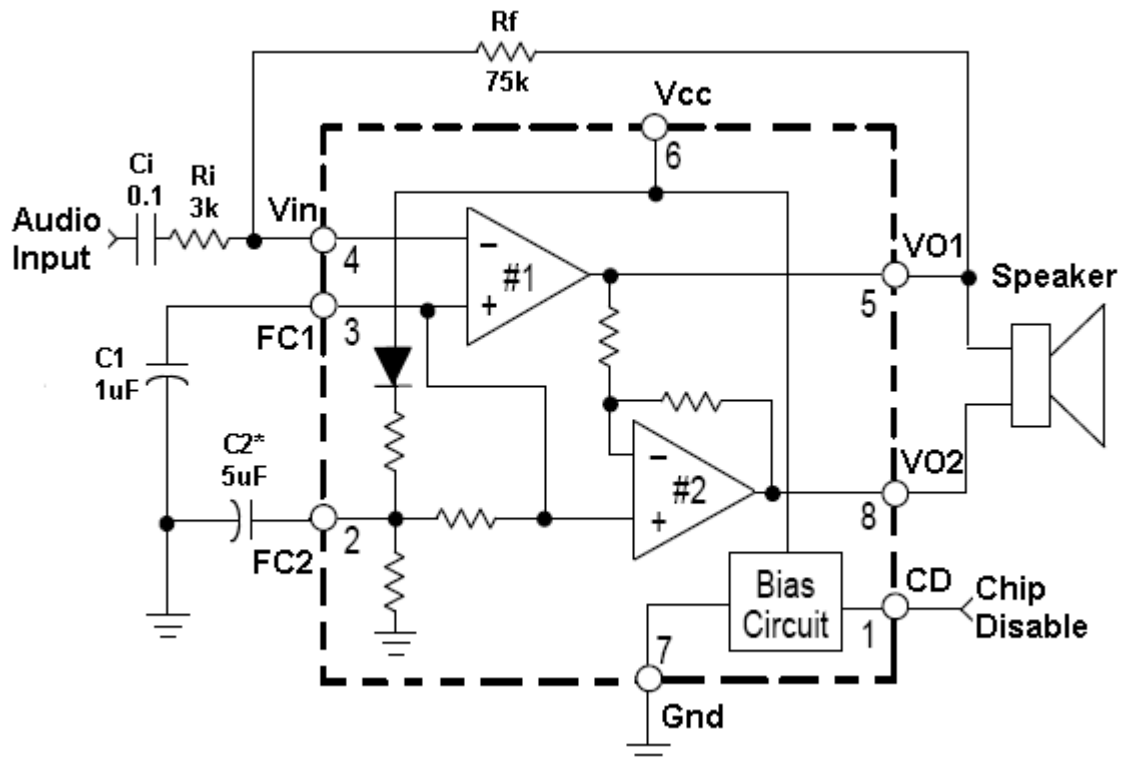 Rf
75k
Vcc
6
Ci
0.1
Ri
3k
Audio
Input
Vin
4
−
#1
+
VO1
5
Speaker
FC1
3
C1
1uF
C2*
5uF
FC2
2
−
#2
+
VO2
8
Bias
Circuit
CD
1
Chip
Disable
7
Gnd